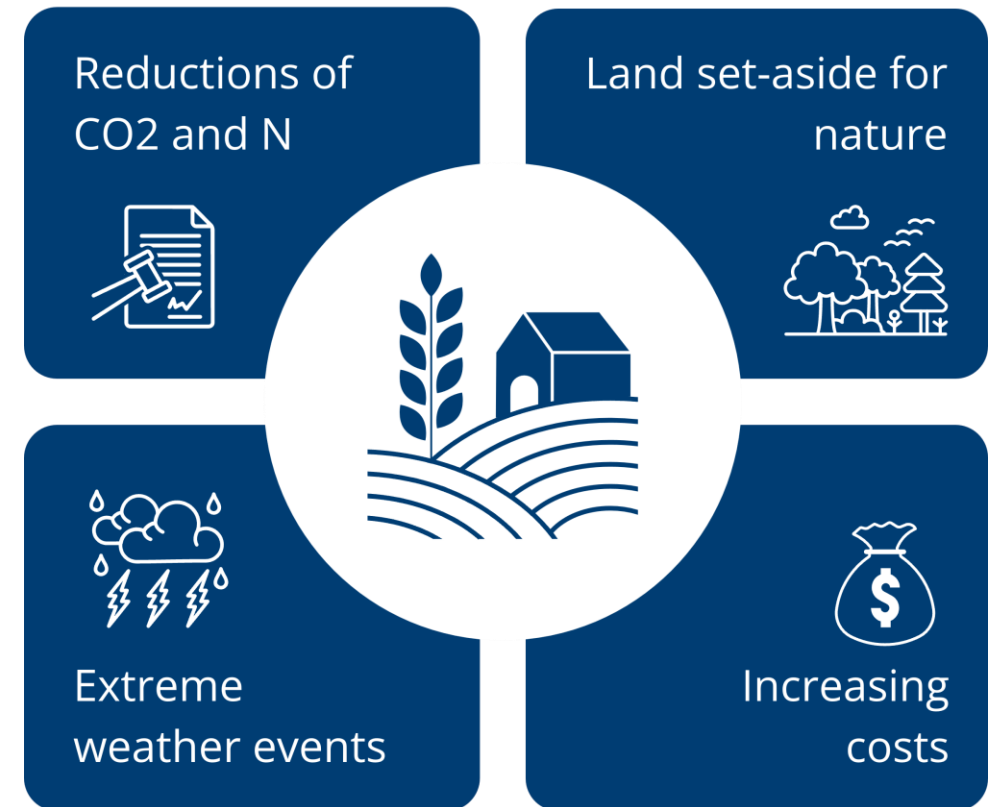 Reductions of
CO2 and N
Land set-aside for
nature
$
Extreme
weather events
Increasing
costs